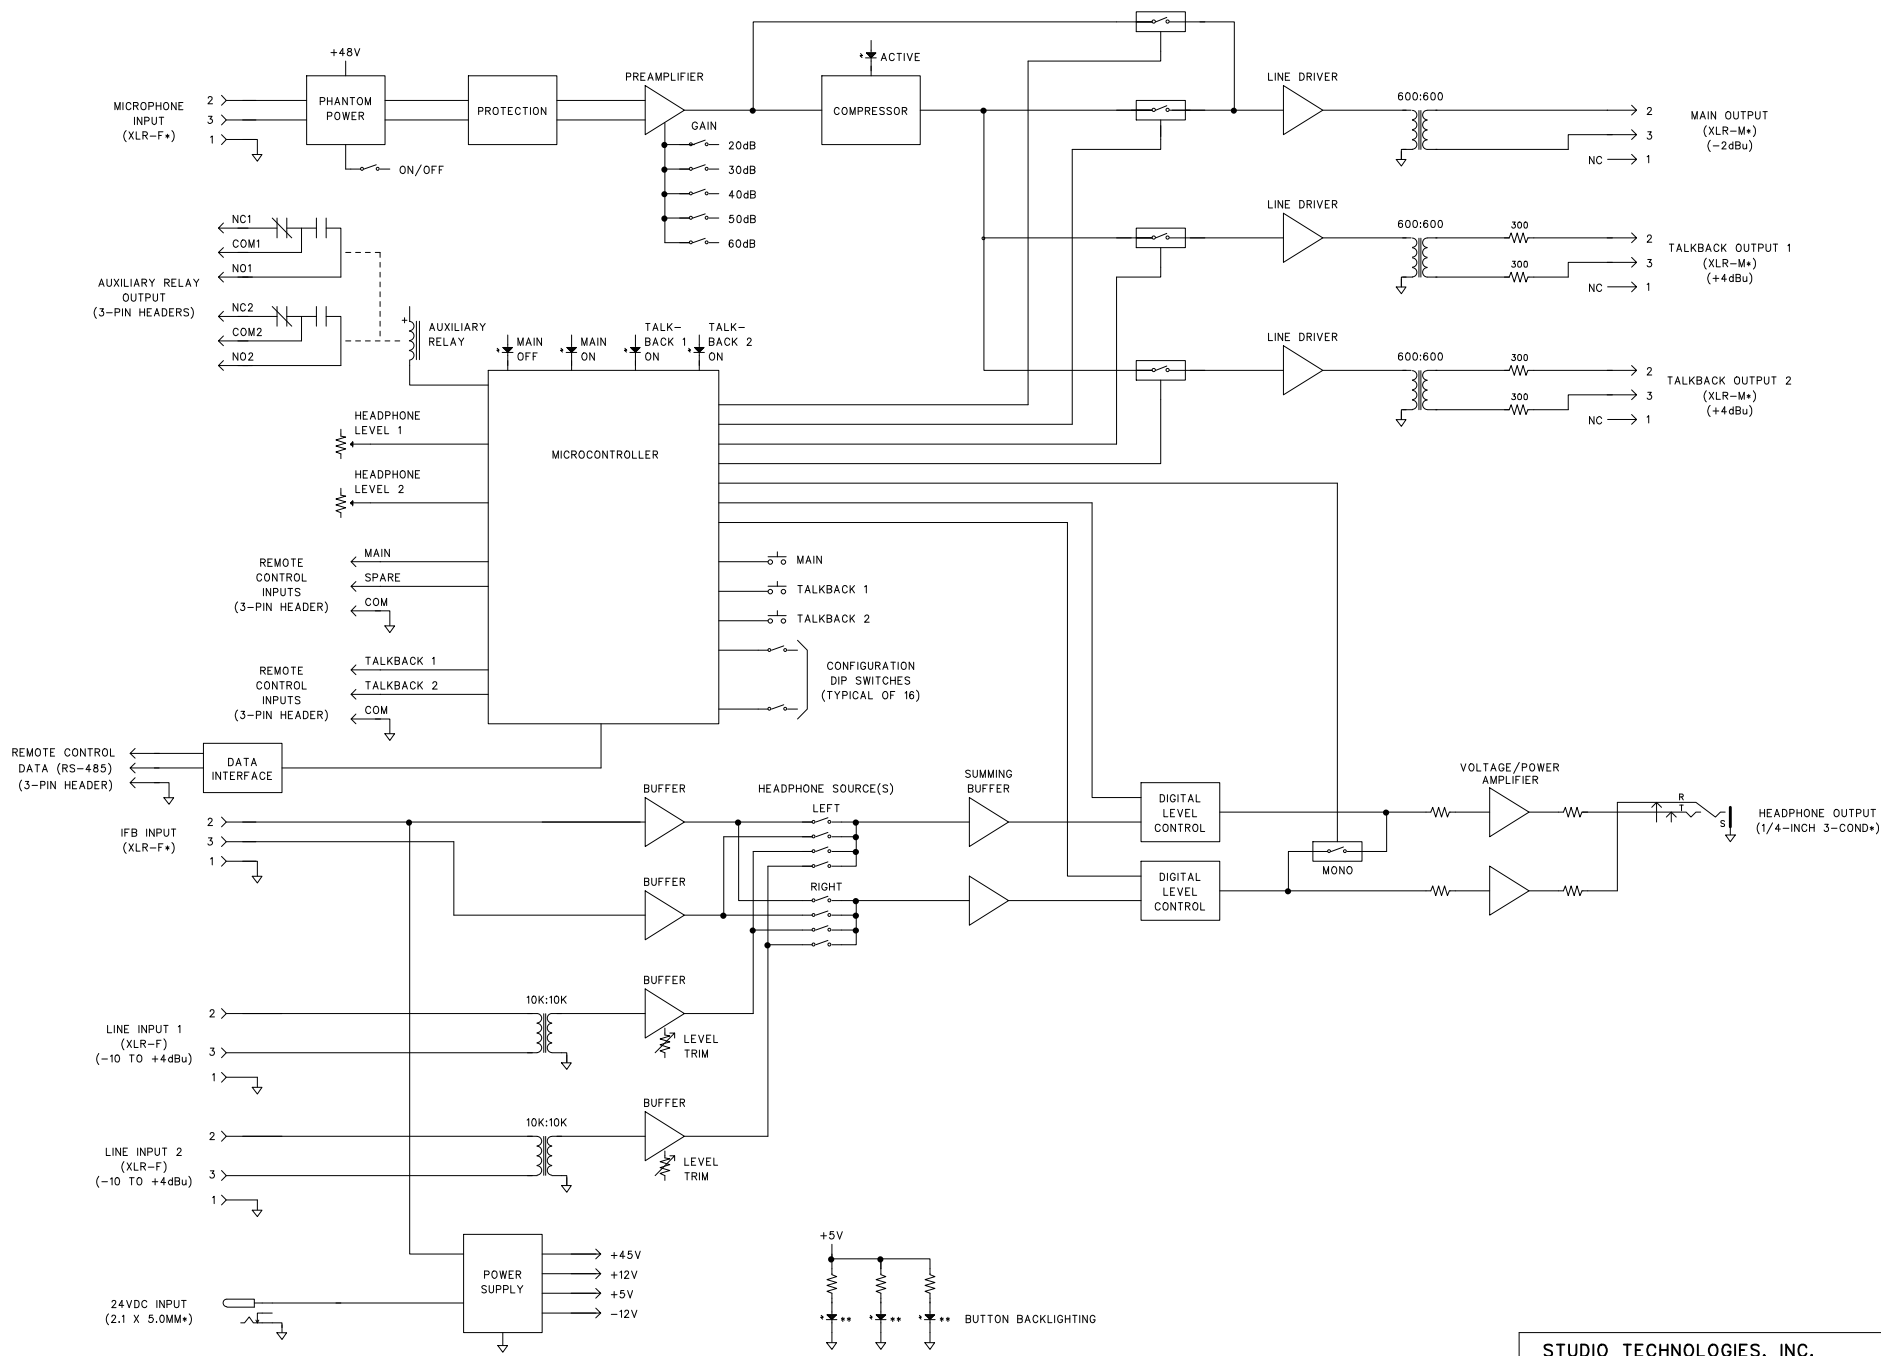 +48V
PHANTOM
POWER
ON/OFF
MICROPHONE
INPUT
(XLR-F*)
2
3
1
PROTECTION
PREAMPLIFIER
GAIN
20dB
30dB
40dB
50dB
60dB
ACTIVE
COMPRESSOR
LINE DRIVER
600:600
2
3
NC
1
MAIN OUTPUT
(XLR-M*)
(-2dBu)
LINE DRIVER
600:600
300
300
2
3
NC
1
TALKBACK OUTPUT 1
(XLR-M*)
(+4dBu)
LINE DRIVER
600:600
300
300
2
3
NC
1
TALKBACK OUTPUT 2
(XLR-M*)
(+4dBu)
AUXILIARY RELAY
OUTPUT
(3-PIN HEADERS)
NC1
COM1
NO1
NC2
COM2
NO2
+
AUXILIARY
RELAY
MAIN
OFF
MAIN
ON
TALK-
BACK 1
ON
TALK-
BACK 2
ON
MICROCONTROLLER
HEADPHONE
LEVEL 1
HEADPHONE
LEVEL 2
REMOTE
CONTROL
INPUTS
(3-PIN HEADER)
MAIN
SPARE
COM
REMOTE
CONTROL
INPUTS
(3-PIN HEADER)
TALKBACK 1
TALKBACK 2
COM
MAIN
TALKBACK 1
TALKBACK 2
CONFIGURATION
DIP SWITCHES
(TYPICAL OF 16)
REMOTE CONTROL
DATA (RS-485)
(3-PIN HEADER)
DATA
INTERFACE
IFB INPUT
(XLR-F*)
2
3
1
BUFFER
BUFFER
HEADPHONE SOURCE(S)
LEFT
RIGHT
SUMMING
BUFFER
DIGITAL
LEVEL
CONTROL
DIGITAL
LEVEL
CONTROL
MONO
VOLTAGE/POWER
AMPLIFIER
R
T
S
HEADPHONE OUTPUT
(1/4-INCH 3-COND*)
LINE INPUT 1
(XLR-F)
(-10 TO +4dBu)
2
3
1
10K:10K
BUFFER
LEVEL
TRIM
LINE INPUT 2
(XLR-F)
(-10 TO +4dBu)
2
3
1
10K:10K
BUFFER
LEVEL
TRIM
24VDC INPUT
(2.1 X 5.0MM*)
POWER
SUPPLY
+45V
+12V
+5V
-12V
+5V
**
**
**
BUTTON BACKLIGHTING
STUDIO TECHNOLOGIES, INC.